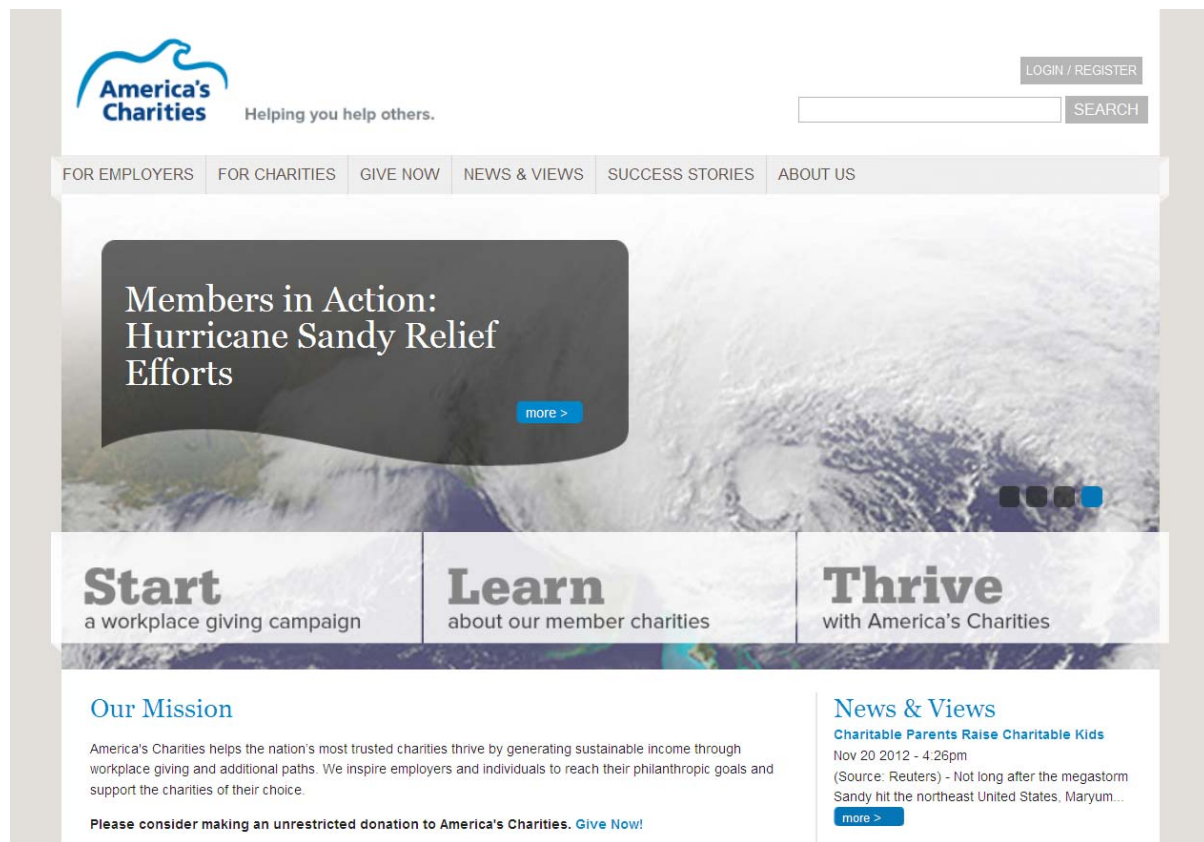 America's
Charities
Helping you help others.
LOGIN / REGISTER
SEARCH
FOR EMPLOYERS
FOR CHARITIES
GIVE NOW
NEWS & VIEWS
SUCCESS STORIES
ABOUT US
Members in Action:
Hurricane Sandy Relief
Efforts
more >
Start
a workplace giving campaign
Learn
about our member charities
Thrive
with America's Charities
Our Mission
America's Charities helps the nation's most trusted charities thrive by generating sustainable income through
workplace giving and additional paths. We inspire employers and individuals to reach their philanthropic goals and
support the charities of their choice.
Please consider making an unrestricted donation to America's Charities. Give Now!
News & Views
Charitable Parents Raise Charitable Kids
Nov 20 2012 - 4:26pm
(Source: Reuters) - Not long after the megastorm
Sandy hit the northeast United States, Maryum...
more >